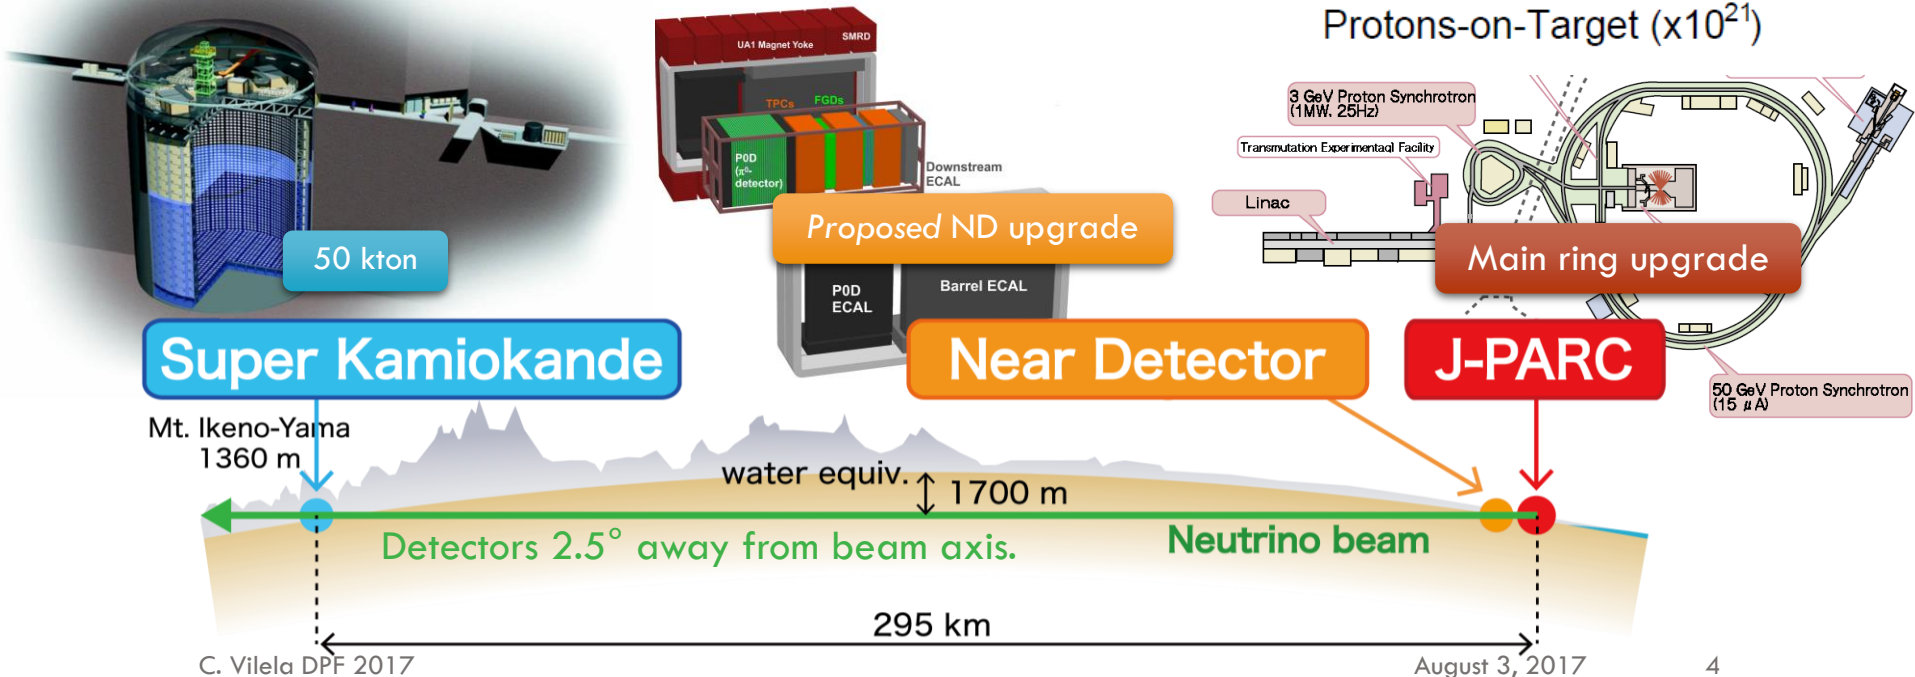 Protons-on-Target (x10²¹)
UA1 Magnet Yoke
SMRD
TPCs
FGDs
P0D
(π⁰-
detector)
Downstream
ECAL
3 GeV Proton Synchrotron
(1MW, 25Hz)
Transmutation Experimentaql Facility
Linac
50 kton
Proposed ND upgrade
Main ring upgrade
P0D
ECAL
Barrel ECAL
Super Kamiokande
Near Detector
J-PARC
50 GeV Proton Synchrotron
(15 μA)
Mt. Ikeno-Yama
1360 m
water equiv.
1700 m
Detectors 2.5° away from beam axis.
Neutrino beam
295 km
C. Vilela DPF 2017
August 3, 2017
4